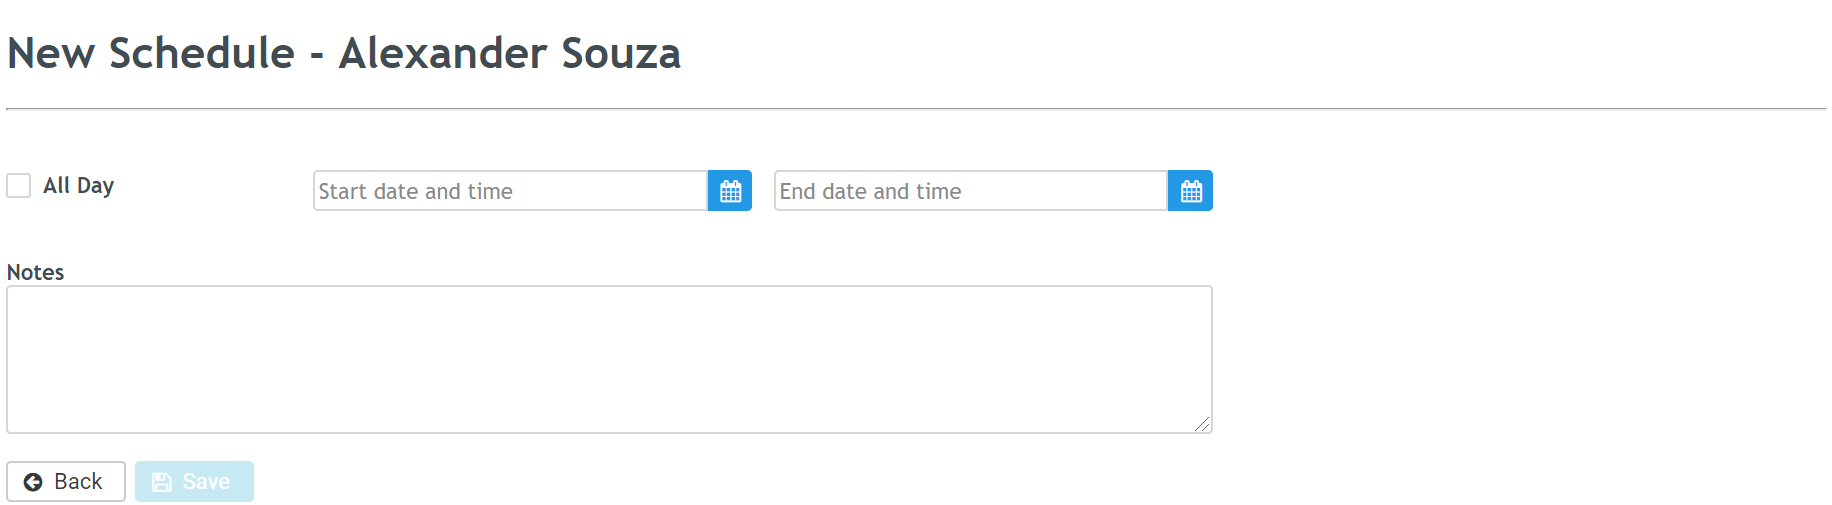 New Schedule - Alexander Souza
All Day
Start date and time
End date and time
Notes
Back
Save